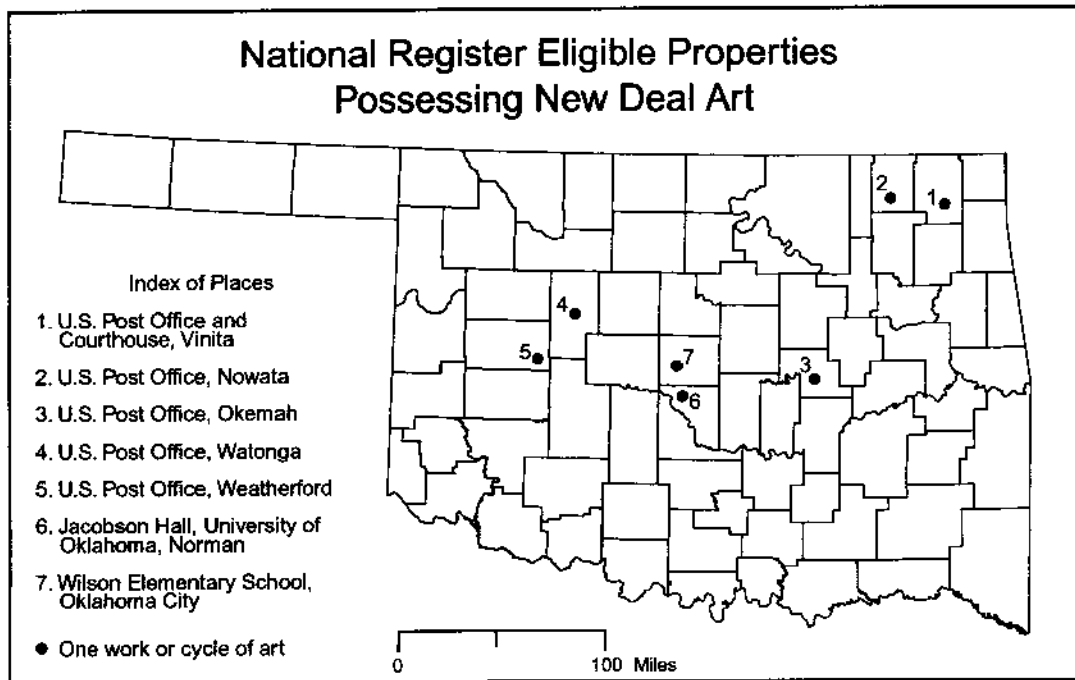 National Register Eligible Properties
Possessing New Deal Art
2
1
4
5
7
3
6
Index of Places
1. U.S. Post Office and
Courthouse, Vinita
2. U.S. Post Office, Nowata
3. U.S. Post Office, Okemah
4. U.S. Post Office, Watonga
5. U.S. Post Office, Weatherford
6. Jacobson Hall, University of
Oklahoma, Norman
7. Wilson Elementary School,
Oklahoma City
● One work or cycle of art
0 100 Miles